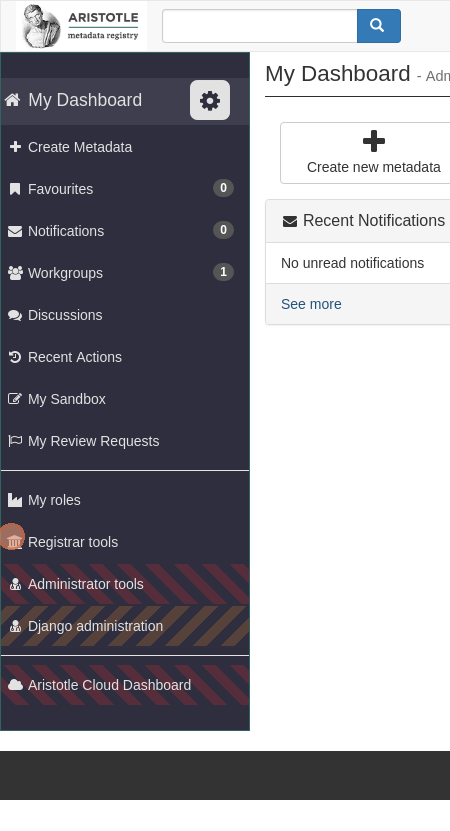 ARISTOTLE
metadata registry
My Dashboard
Create Metadata
Favourites 0
Notifications 0
Workgroups 1
Discussions
Recent Actions
My Sandbox
My Review Requests
My roles
Registrar tools
Administrator tools
Django administration
Aristotle Cloud Dashboard
My Dashboard -
Create new metadata
Recent Notifications
No unread notifications
See more